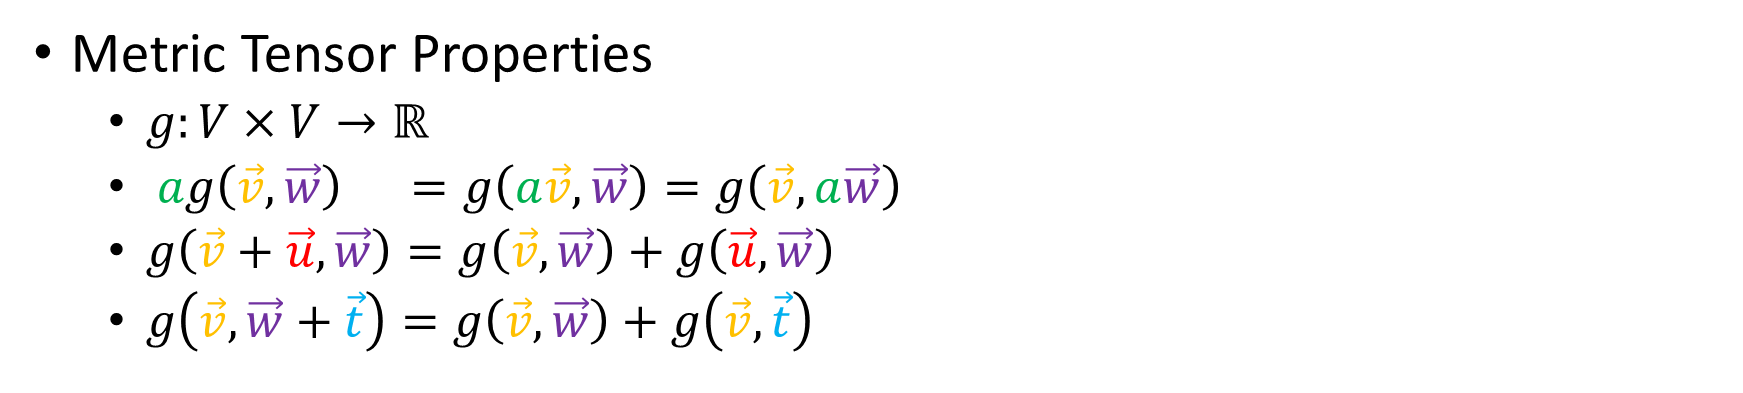 • Metric Tensor Properties
• g: V × V → ℝ
• ag(v⃗, w⃗) = g(av⃗, w⃗) = g(v⃗, aw⃗)
• g(v⃗ + u⃗, w⃗) = g(v⃗, w⃗) + g(u⃗, w⃗)
• g(v⃗, w⃗ + t⃗) = g(v⃗, w⃗) + g(v⃗, t⃗)